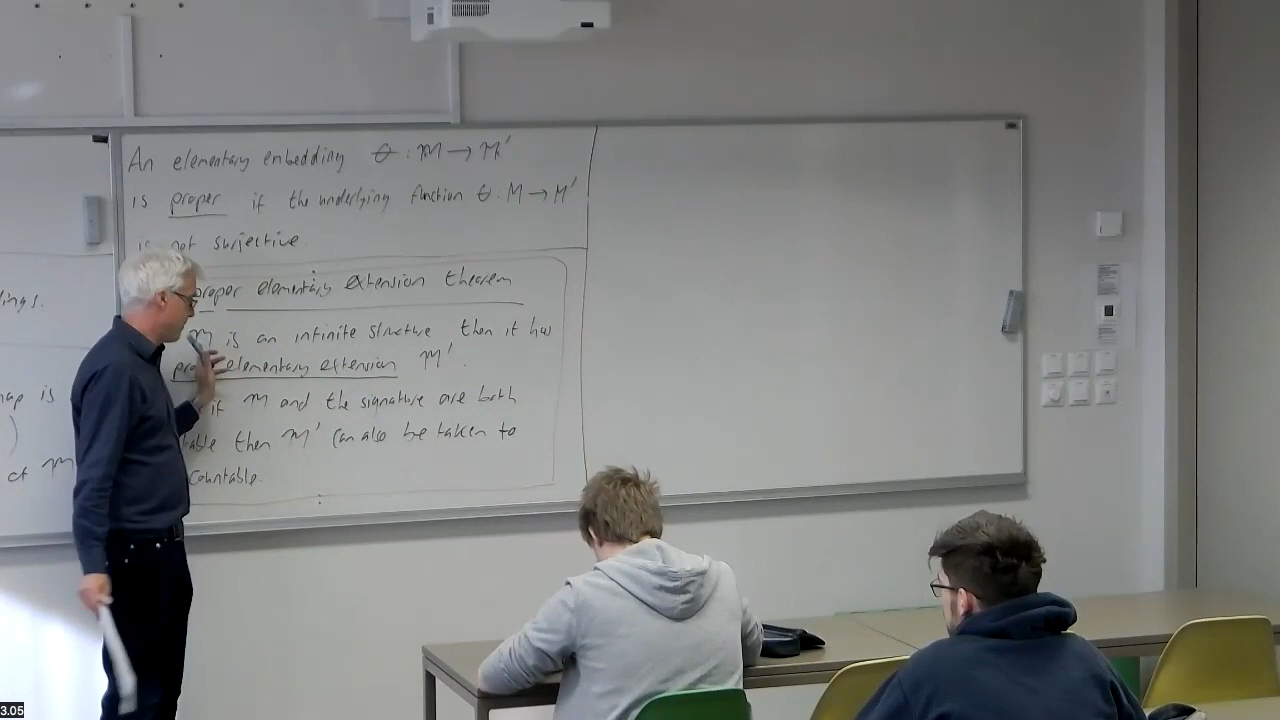 An elementary embedding θ : 𝓜 → 𝓜'
is proper if the underlying function θ : M → M'
is not surjective.
proper elementary extension theorem
𝓜 is an infinite structure then it has
elementary extension 𝓜'.
if 𝓜 and the signature are both
table then 𝓜' can also be taken to
countable.
ings.
map is
)
of 𝓜
3.05